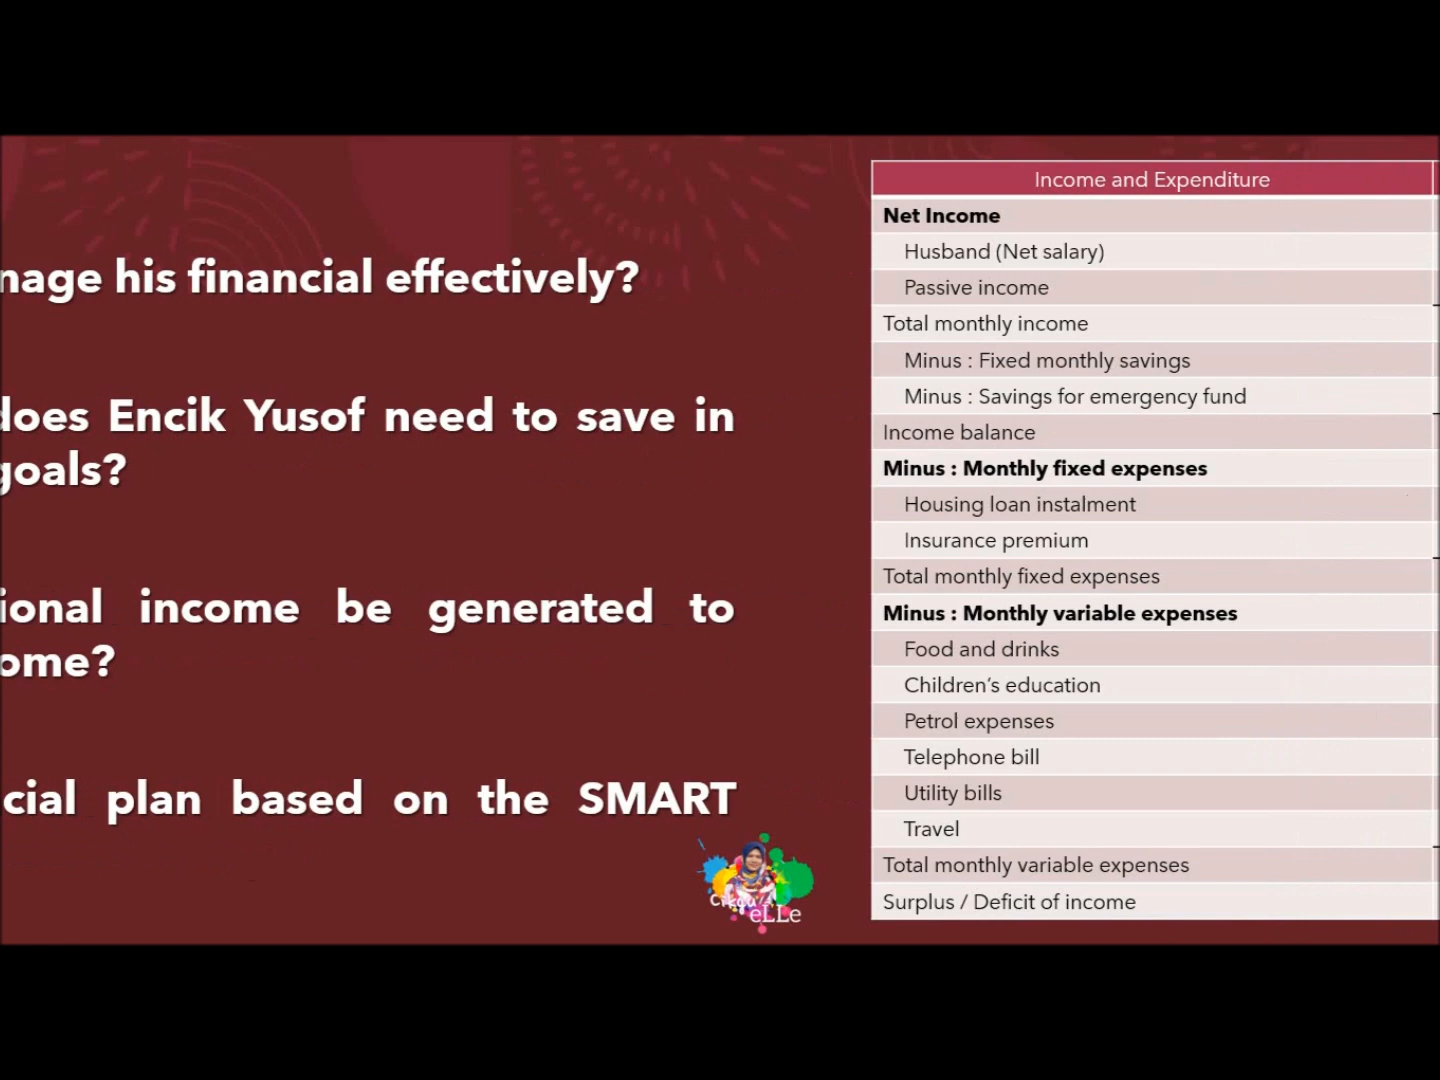 nage his financial effectively?
does Encik Yusof need to save in
goals?
ional income be generated to
ome?
cial plan based on the SMART
Cikgu
eLLe
Income and Expenditure
Net Income
Husband (Net salary)
Passive income
Total monthly income
Minus : Fixed monthly savings
Minus : Savings for emergency fund
Income balance
Minus : Monthly fixed expenses
Housing loan instalment
Insurance premium
Total monthly fixed expenses
Minus : Monthly variable expenses
Food and drinks
Children’s education
Petrol expenses
Telephone bill
Utility bills
Travel
Total monthly variable expenses
Surplus / Deficit of income